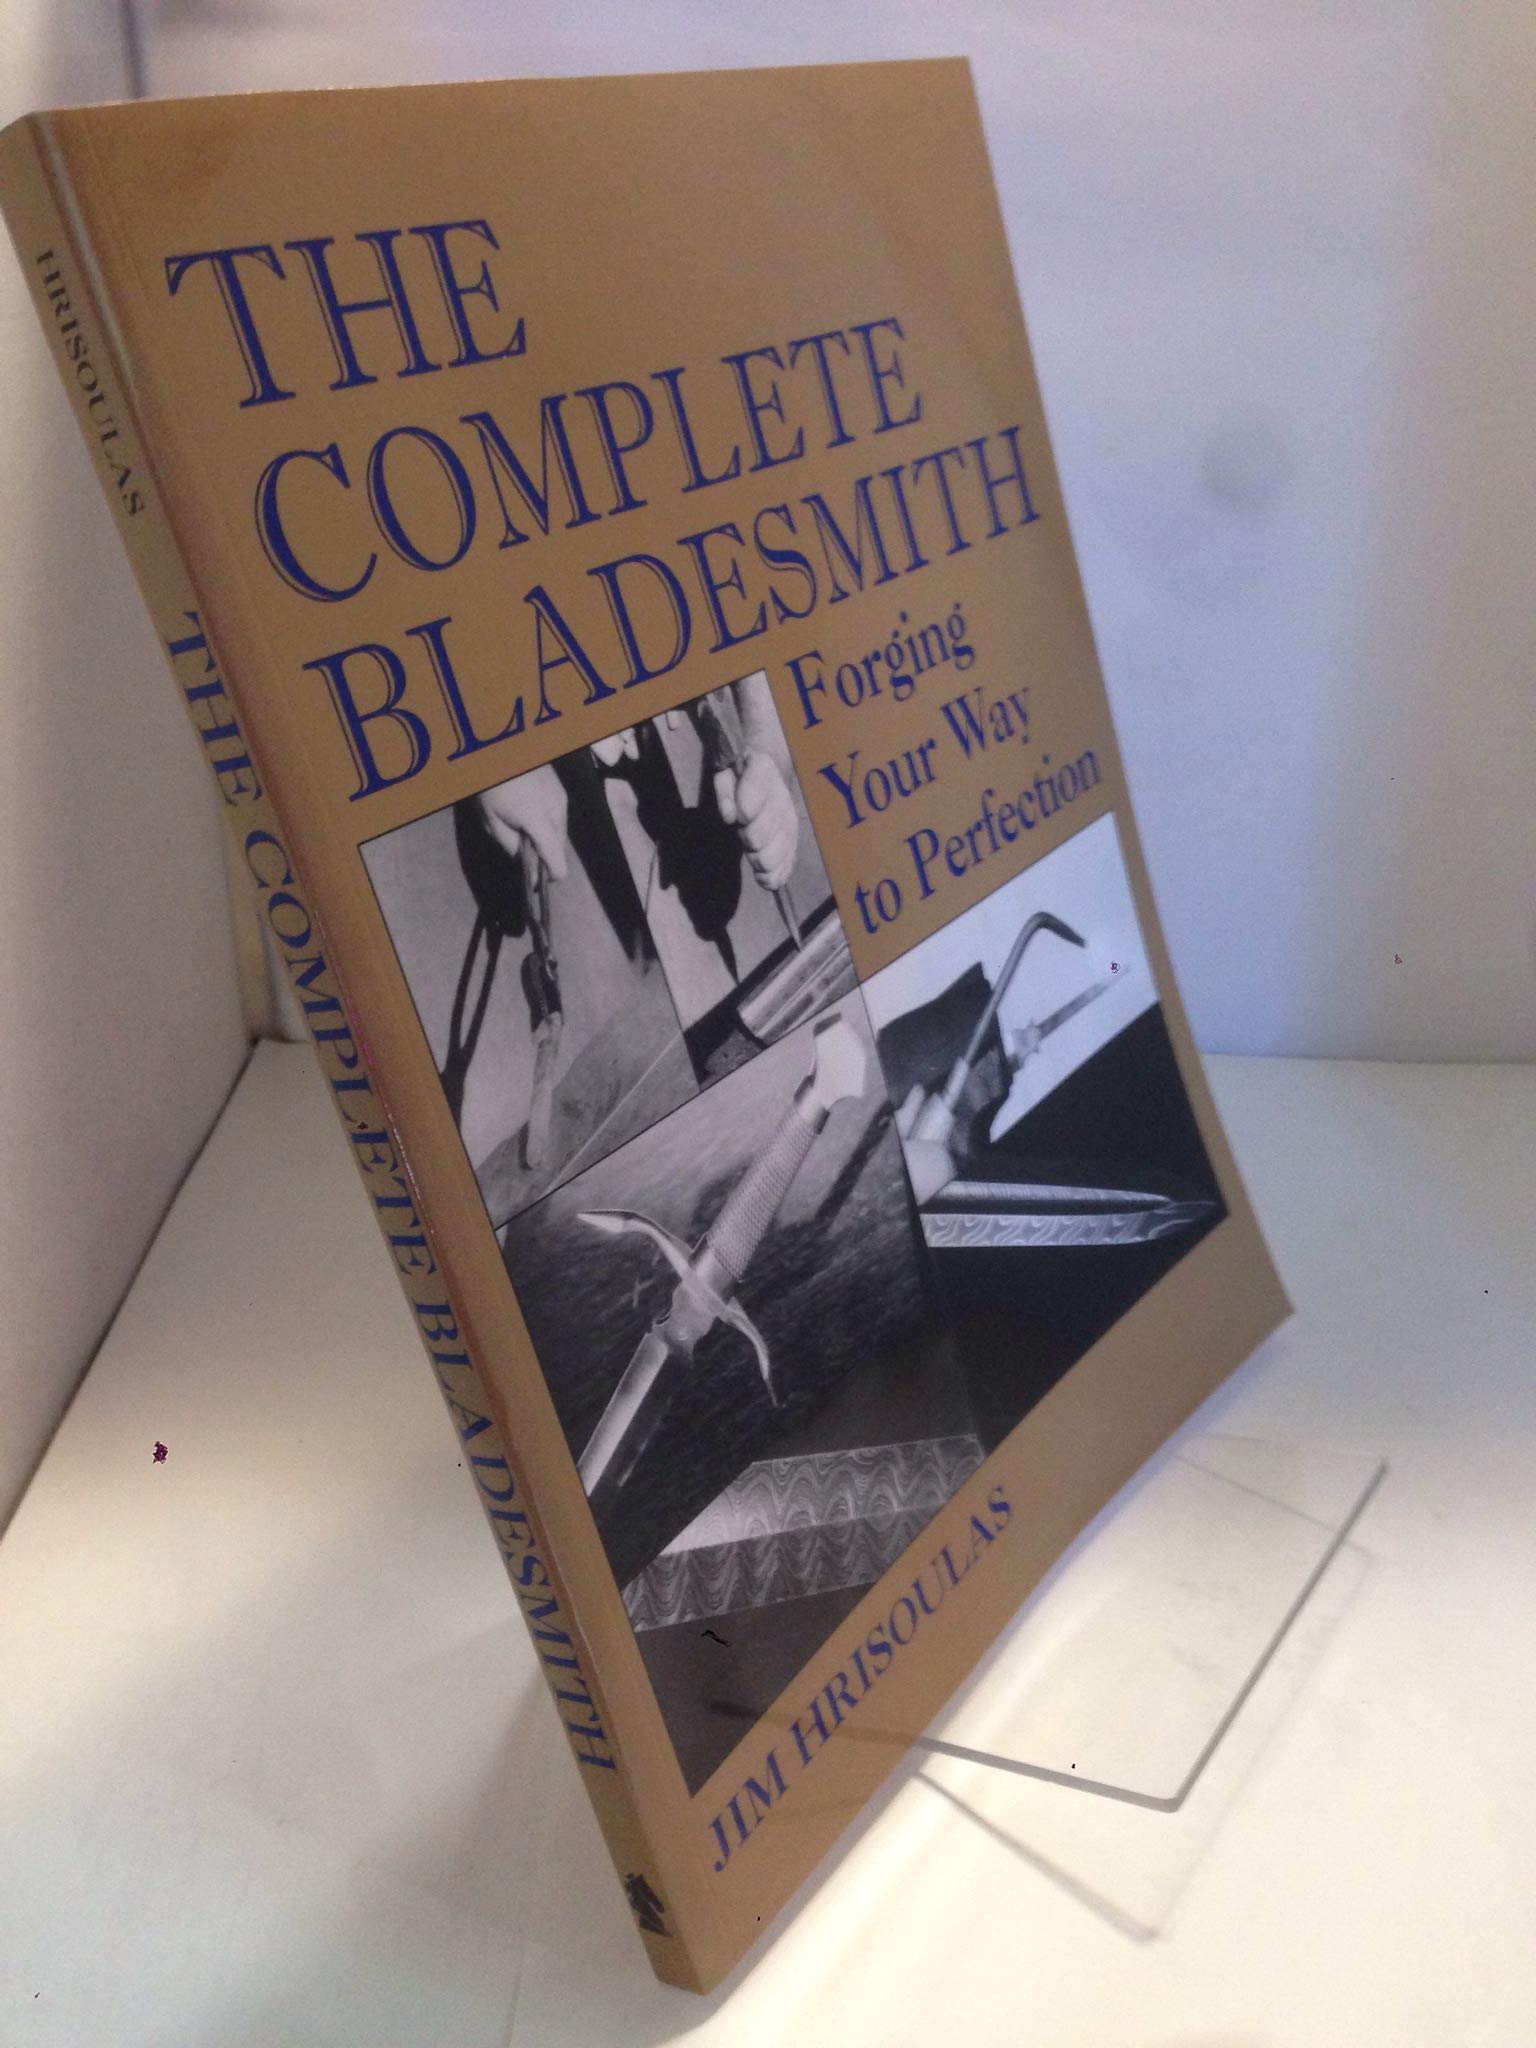 HRISOULAS THE COMPLETE BLADESMITH
THE
COMPLETE
BLADESMITH
Forging
Your Way
to Perfection
JIM HRISOULAS